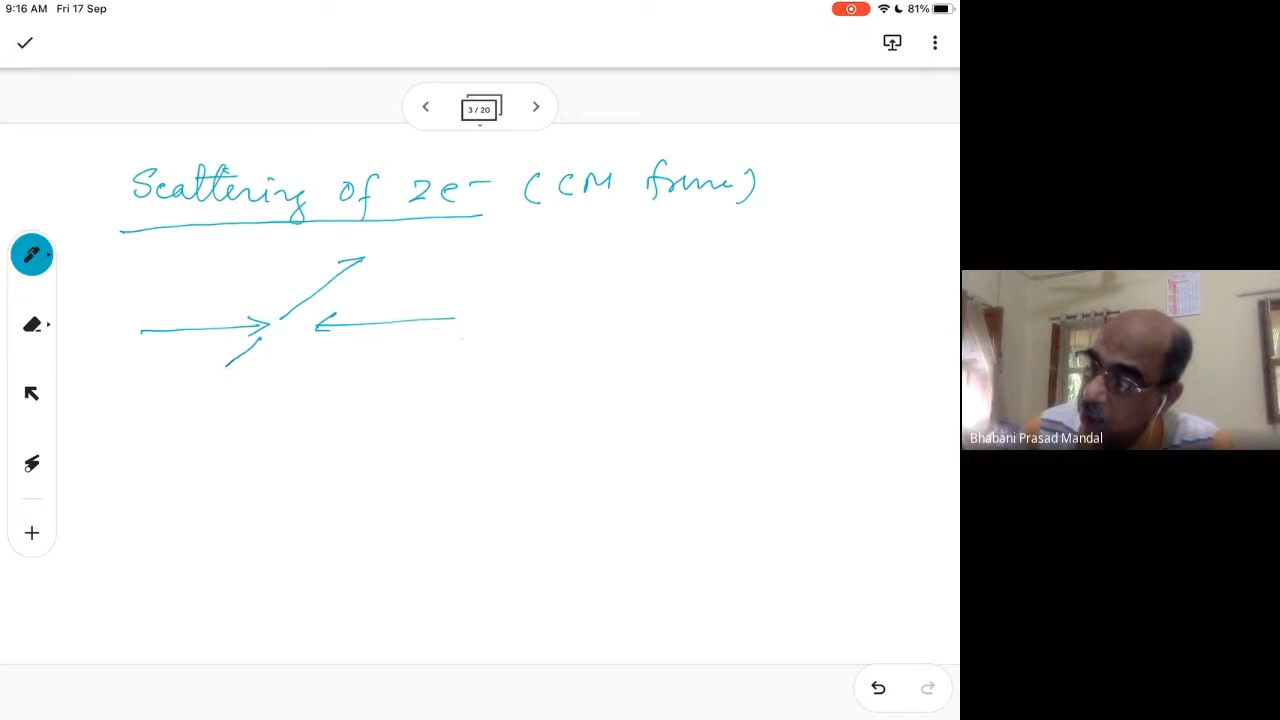 9:16 AM Fri 17 Sep
81%
3 / 20
Scattering of 2e- (CM frame)
Bhabani Prasad Mandal